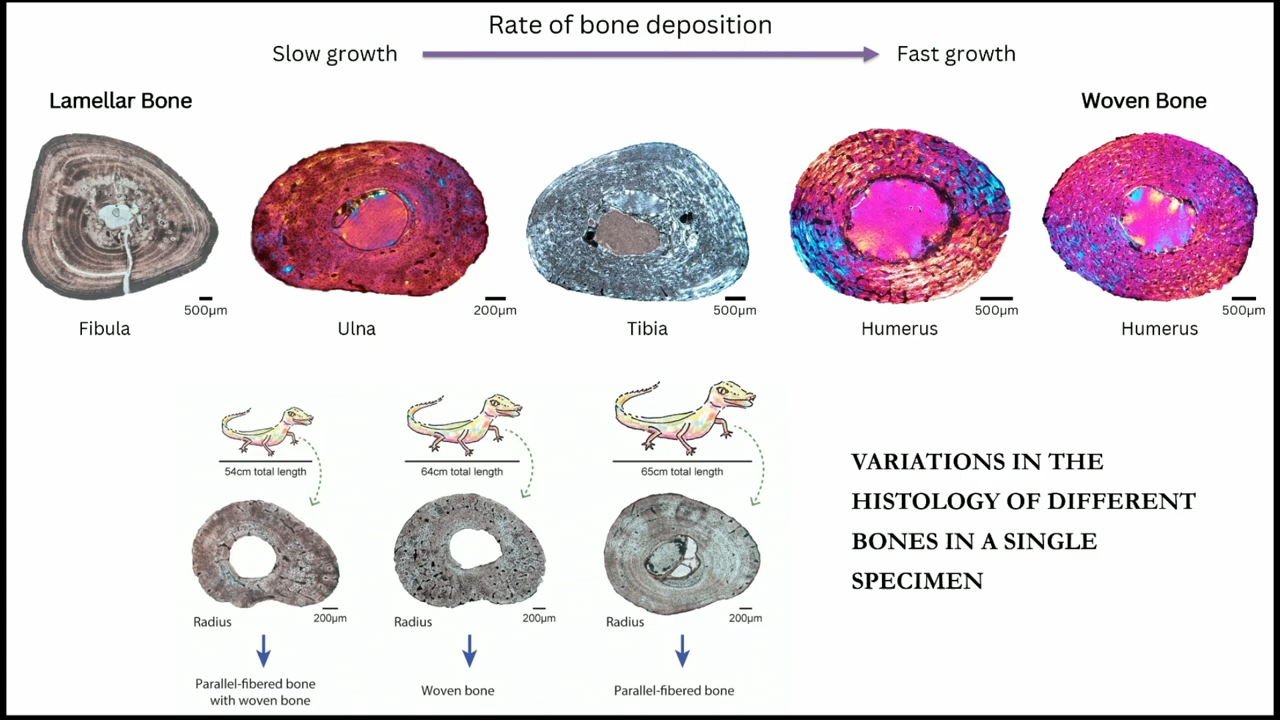 Rate of bone deposition
Slow growth
Fast growth
Lamellar Bone
Woven Bone
500µm
200µm
500µm
500µm
500µm
Fibula
Ulna
Tibia
Humerus
Humerus
54cm total length
64cm total length
65cm total length
VARIATIONS IN THE
HISTOLOGY OF DIFFERENT
BONES IN A SINGLE
SPECIMEN
Radius
200µm
Radius
200µm
Radius
200µm
Parallel-fibered bone
with woven bone
Woven bone
Parallel-fibered bone